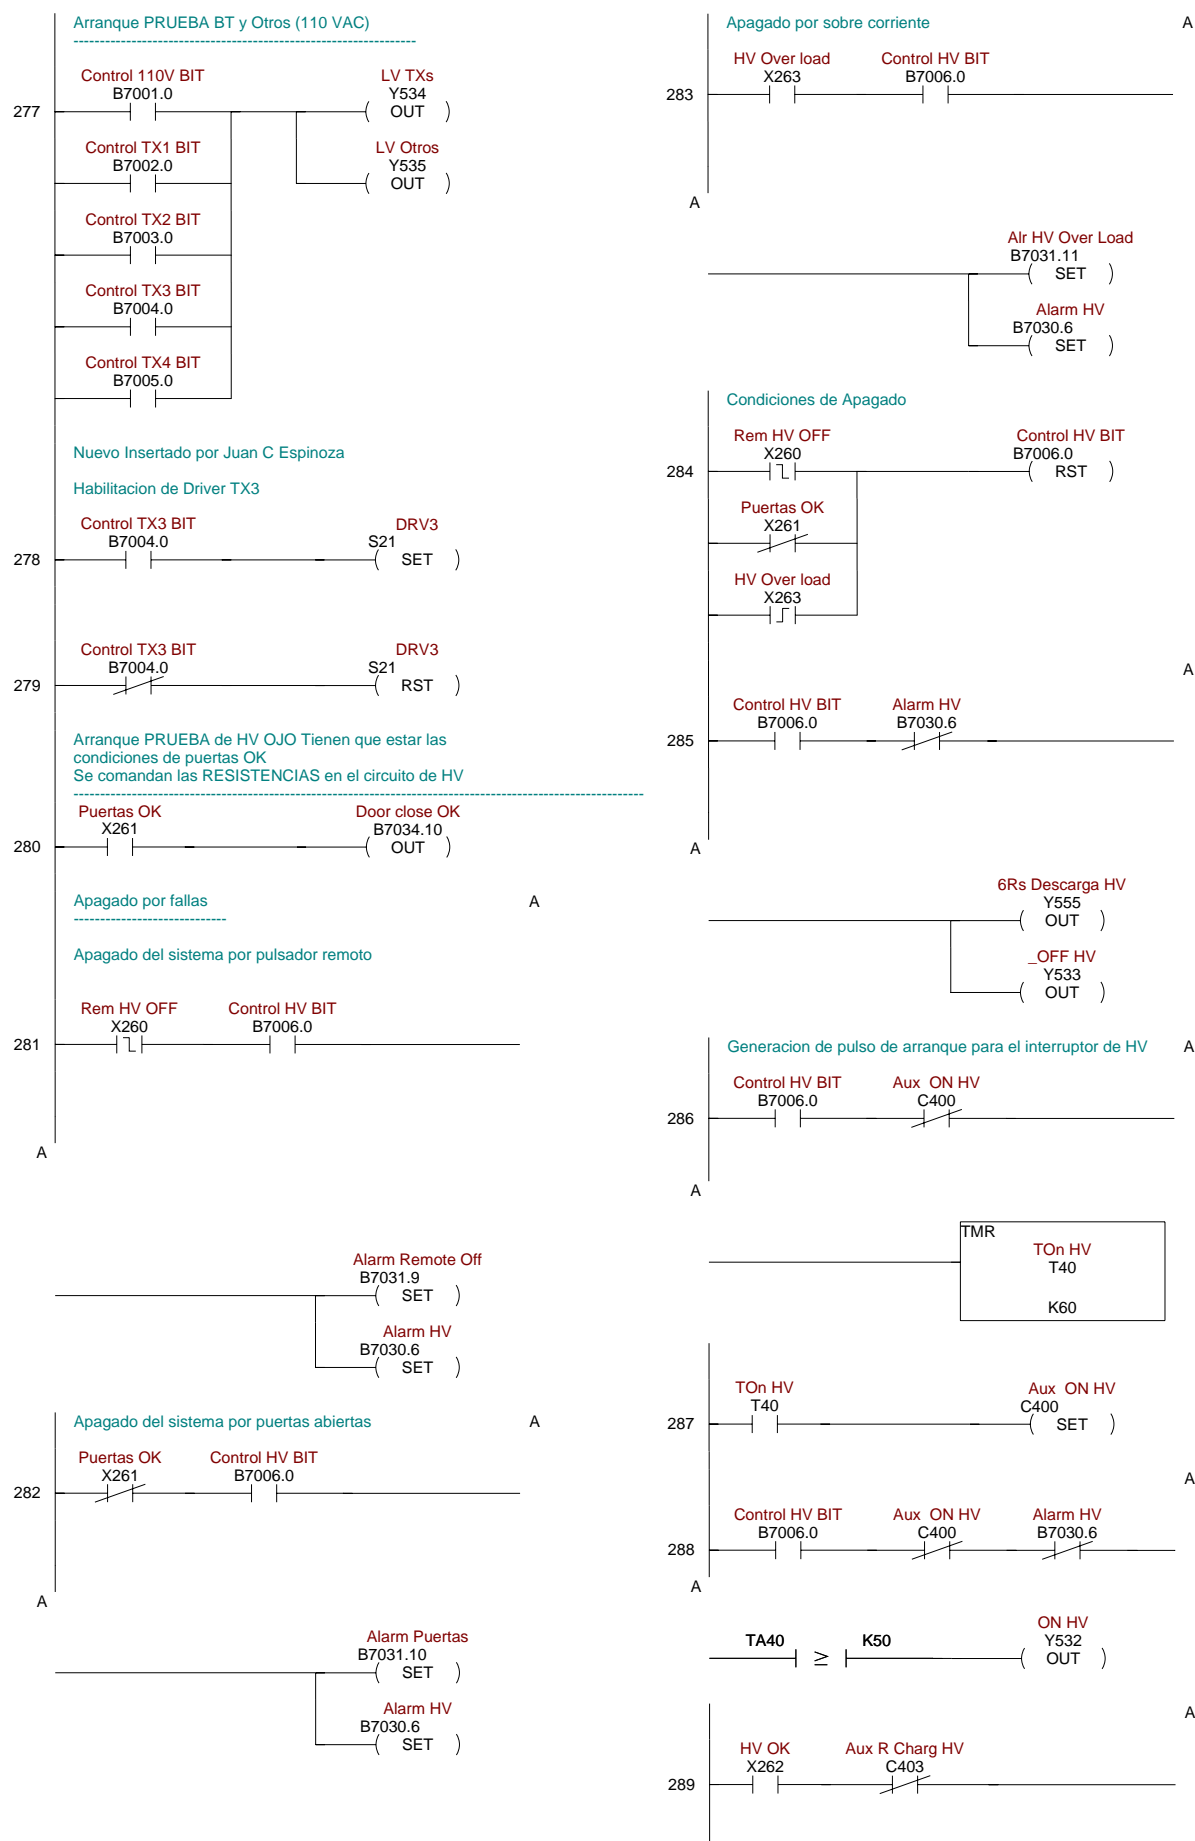 Arranque PRUEBA BT y Otros (110 VAC)
Control 110V BIT
LV TXs
B7001.0
Y534
277
OUT
Control TX1 BIT
LV Otros
B7002.0
Y535
OUT
Control TX2 BIT
B7003.0
Control TX3 BIT
B7004.0
Control TX4 BIT
B7005.0
Nuevo Insertado por Juan C Espinoza
Habilitacion de Driver TX3
Control TX3 BIT
DRV3
B7004.0
S21
278
SET
Control TX3 BIT
DRV3
B7004.0
S21
279
RST
Arranque PRUEBA de HV OJO Tienen que estar las
condiciones de puertas OK
Se comandan las RESISTENCIAS en el circuito de HV
Puertas OK
Door close OK
X261
B7034.10
280
OUT
Apagado por fallas
A
Apagado del sistema por pulsador remoto
Rem HV OFF
Control HV BIT
X260
B7006.0
281
A
Alarm Remote Off
B7031.9
SET
Alarm HV
B7030.6
SET
Apagado del sistema por puertas abiertas
A
Puertas OK
Control HV BIT
X261
B7006.0
282
A
Alarm Puertas
B7031.10
SET
Alarm HV
B7030.6
SET
Apagado por sobre corriente
A
HV Over load
Control HV BIT
X263
B7006.0
283
A
Alr HV Over Load
B7031.11
SET
Alarm HV
B7030.6
SET
Condiciones de Apagado
Rem HV OFF
Control HV BIT
X260
B7006.0
284
RST
Puertas OK
X261
HV Over load
X263
A
Control HV BIT
Alarm HV
B7006.0
B7030.6
285
A
6Rs Descarga HV
Y555
OUT
_OFF HV
Y533
OUT
Generacion de pulso de arranque para el interruptor de HV
A
Control HV BIT
Aux ON HV
B7006.0
C400
286
A
TMR
TOn HV
T40
K60
TOn HV
Aux ON HV
T40
C400
287
SET
A
Control HV BIT
Aux ON HV
Alarm HV
B7006.0
C400
B7030.6
288
A
ON HV
TA40
≥
K50
Y532
OUT
A
HV OK
Aux R Charg HV
X262
C403
289